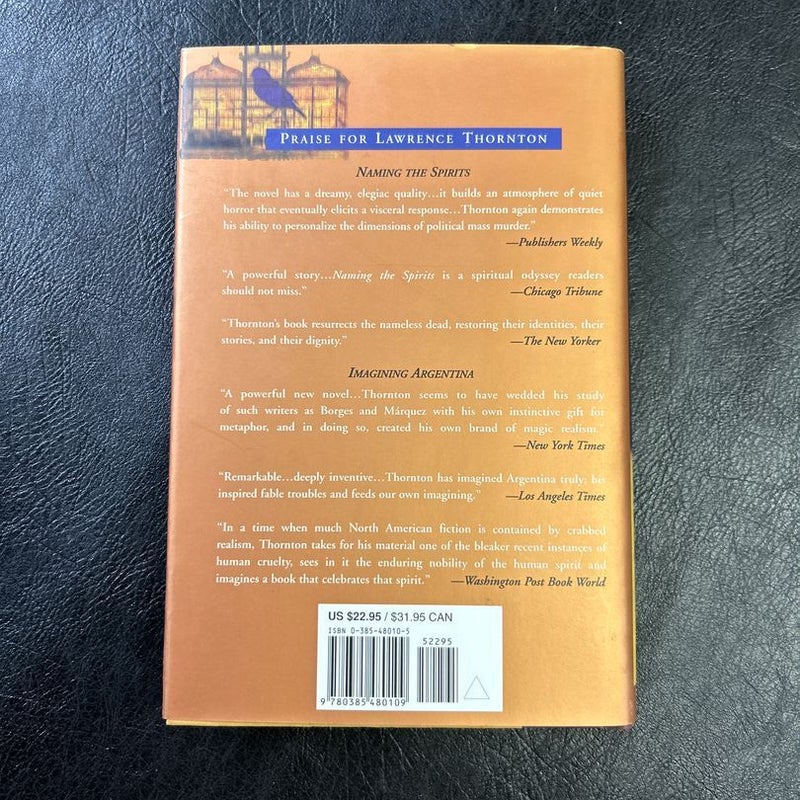 PRAISE FOR LAWRENCE THORNTON
NAMING THE SPIRITS
“The novel has a dreamy, elegiac quality…it builds an atmosphere of quiet
horror that eventually elicits a visceral response…Thornton again demonstrates
his ability to personalize the dimensions of political mass murder.”
—Publishers Weekly
“A powerful story…Naming the Spirits is a spiritual odyssey readers
should not miss.” —Chicago Tribune
“Thornton’s book resurrects the nameless dead, restoring their identities, their
stories, and their dignity.” —The New Yorker
IMAGINING ARGENTINA
“A powerful new novel…Thornton seems to have wedded his study
of such writers as Borges and Márquez with his own instinctive gift for
metaphor, and in doing so, created his own brand of magic realism.”
—New York Times
“Remarkable…deeply inventive…Thornton has imagined Argentina truly; his
inspired fable troubles and feeds our own imagining.” —Los Angeles Times
“In a time when much North American fiction is contained by crabbed
realism, Thornton takes for his material one of the bleaker recent instances of
human cruelty, sees in it the enduring nobility of the human spirit and
imagines a book that celebrates that spirit.” —Washington Post Book World
US $22.95 / $31.95 CAN
ISBN 0-385-48010-5
52295
9 780385 480109